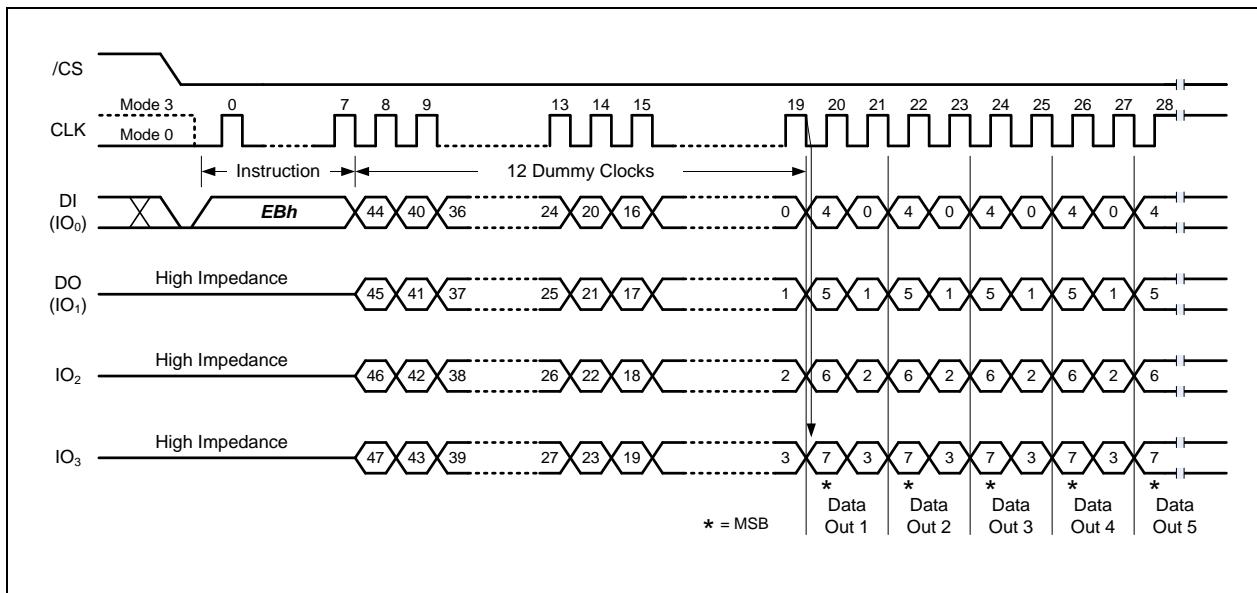 /CS
Mode 3 0 7 8 9 13 14 15 19 20 21 22 23 24 25 26 27 28
CLK
Mode 0
Instruction 12 Dummy Clocks
DI
(IO0)
EBh 44 40 36 24 20 16 0 4 0 4 0 4 0 4 0 4
High Impedance
DO
(IO1)
45 41 37 25 21 17 1 5 1 5 1 5 1 5 1 5
High Impedance
IO2
46 42 38 26 22 18 2 6 2 6 2 6 2 6 2 6
High Impedance
IO3
47 43 39 27 23 19 3 7 3 7 3 7 3 7 3 7
* * * * *
* = MSB
Data Out 1
Data Out 2
Data Out 3
Data Out 4
Data Out 5